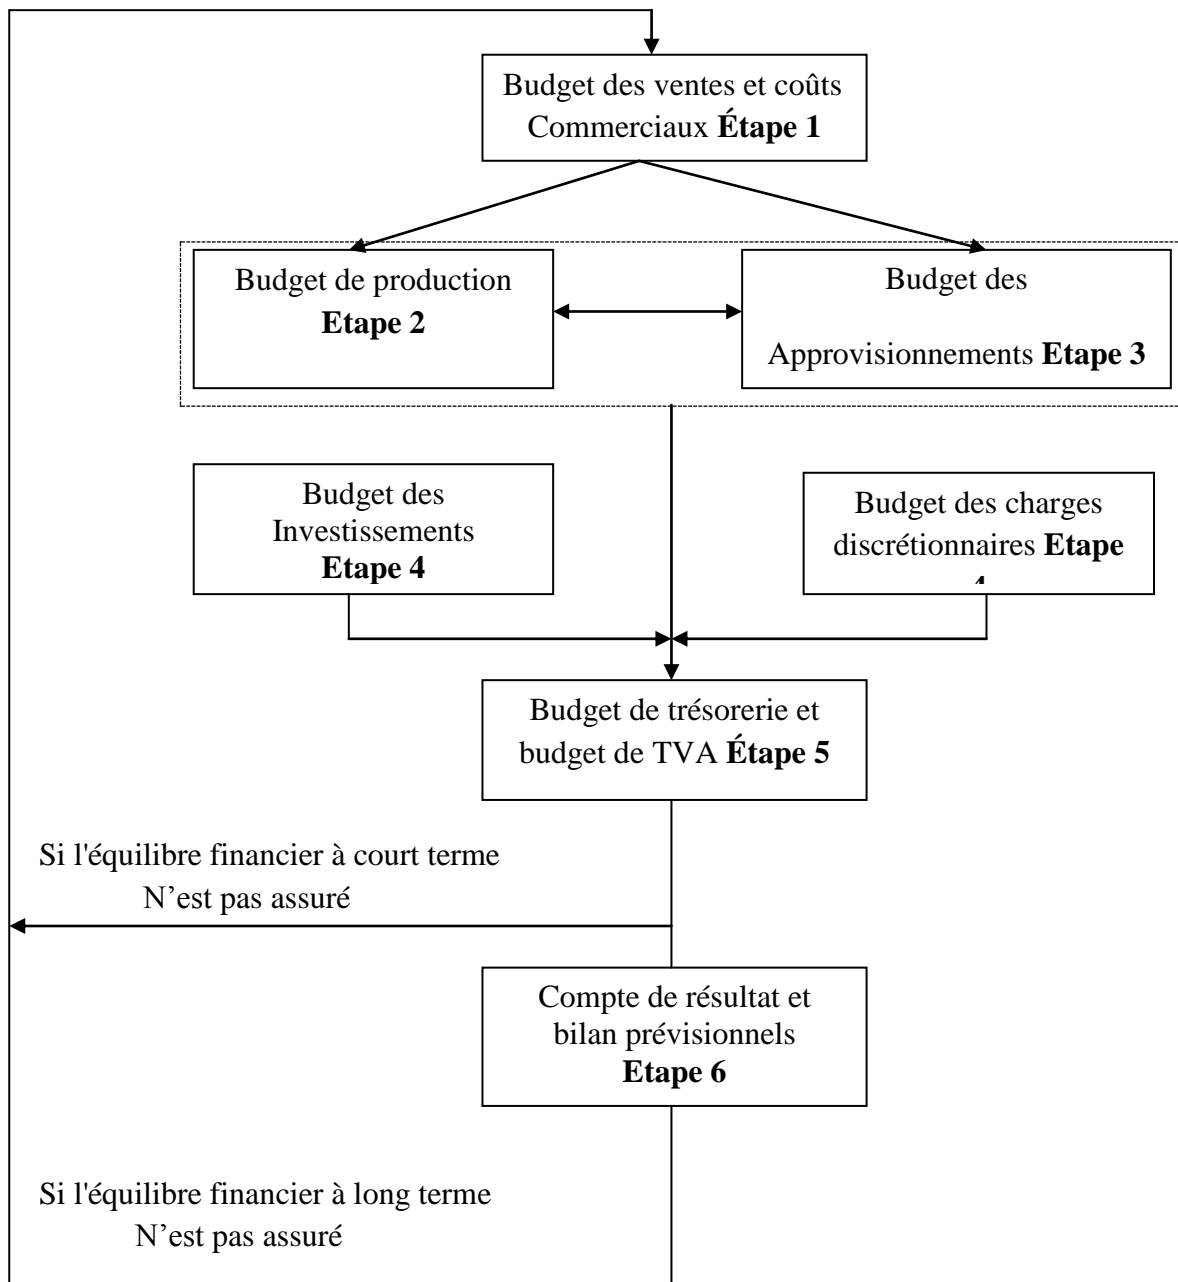 Budget des ventes et coûts
Commerciaux Étape 1
Budget de production
Etape 2
Budget des
Approvisionnements Etape 3
Budget des
Investissements
Etape 4
Budget des charges
discrétionnaires Etape
Budget de trésorerie et
budget de TVA Étape 5
Si l'équilibre financier à court terme
N’est pas assuré
Compte de résultat et
bilan prévisionnels
Etape 6
Si l'équilibre financier à long terme
N’est pas assuré